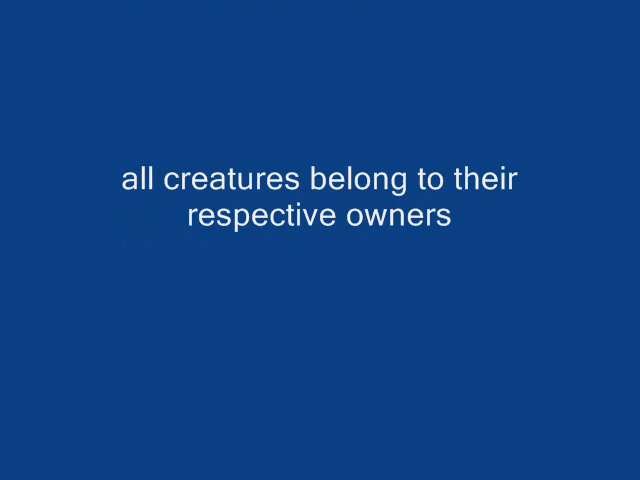 all creatures belong to their
respective owners